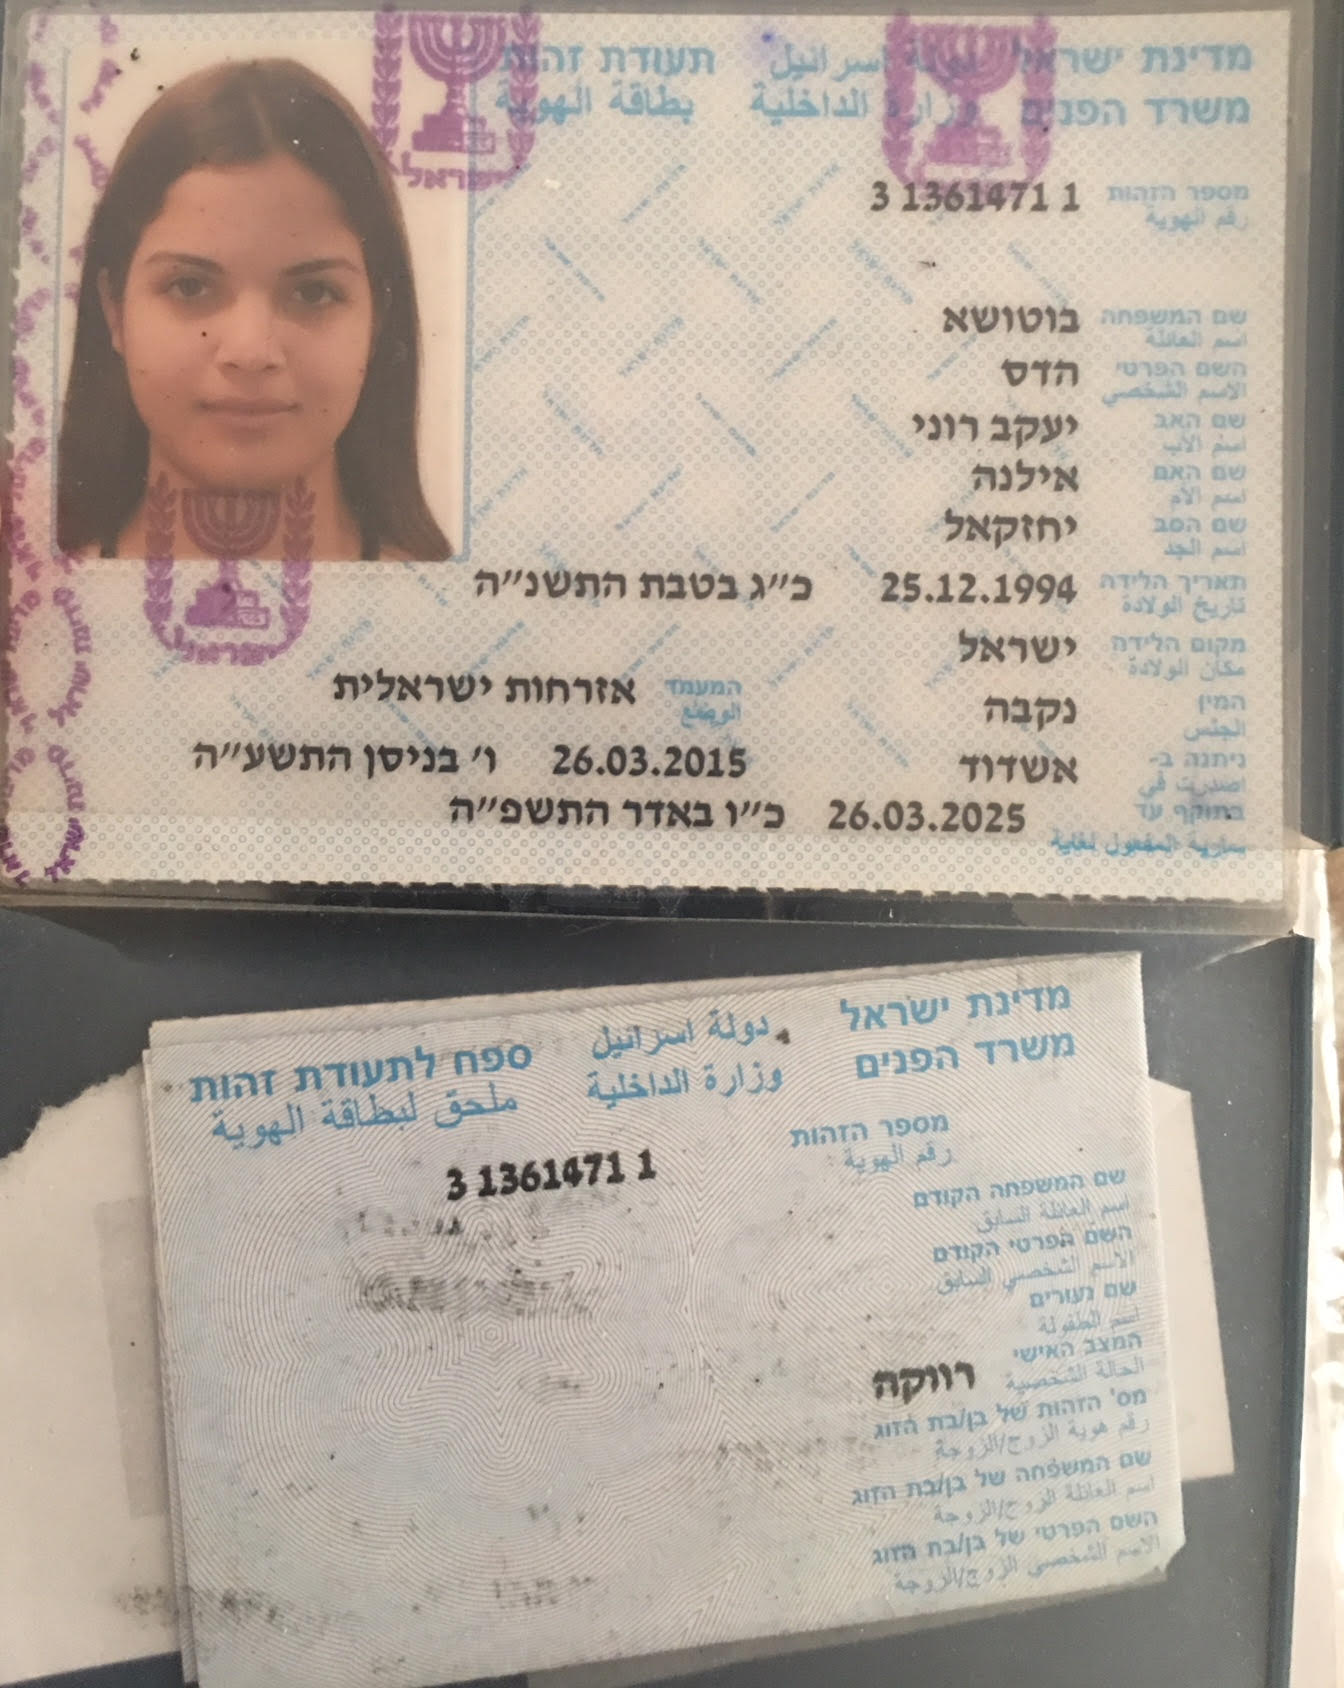 מדינת ישראל دولة اسرائيل תעודת זהות
משרד הפנים وزارة الداخلية بطاقة الهوية
ישראל
מספר הזהות 3 1361471 1
رقم الهوية
שם המשפחה בוטושא
اسم العائلة
השם הפרטי הדס
الاسم الشخصي
שם האב יעקב רוני
اسم الأب
שם האם אילנה
اسم الأم
שם הסב יחזקאל
اسم الجد
תאריך הלידה 25.12.1994 כ״ג בטבת התשנ״ה
تاريخ الولادة
מקום הלידה ישראל
مكان الولادة
המעמד אזרחות ישראלית
الوضع
המין נקבה
الجنس
ניתנה ב- אשדוד 26.03.2015 ו׳ בניסן התשע״ה
اصدرت في
בתוקף עד 26.03.2025 כ״ו באדר התשפ״ה
سارية المفعول لغاية
ישראל
מדינת ישראל دولة اسرائيل ספח לתעודת זהות
משרד הפנים وزارة الداخلية ملحق لبطاقة الهوية
מספר הזהות 3 1361471 1
رقم الهوية
שם המשפחה הקודם
اسم العائلة السابق
השם הפרטי הקודם
الاسم الشخصي السابق
שם נעורים
اسم الطفولة
המצב האישי רווקה
الحالة الشخصية
מס' הזהות של בן/בת הזוג
رقم هوية الزوج/الزوجة
שם המשפחה של בן/בת הזוג
اسم العائلة الزوج/الزوجة
השם הפרטי של בן/בת הזוג
الاسم الشخصي الزوج/الزوجة